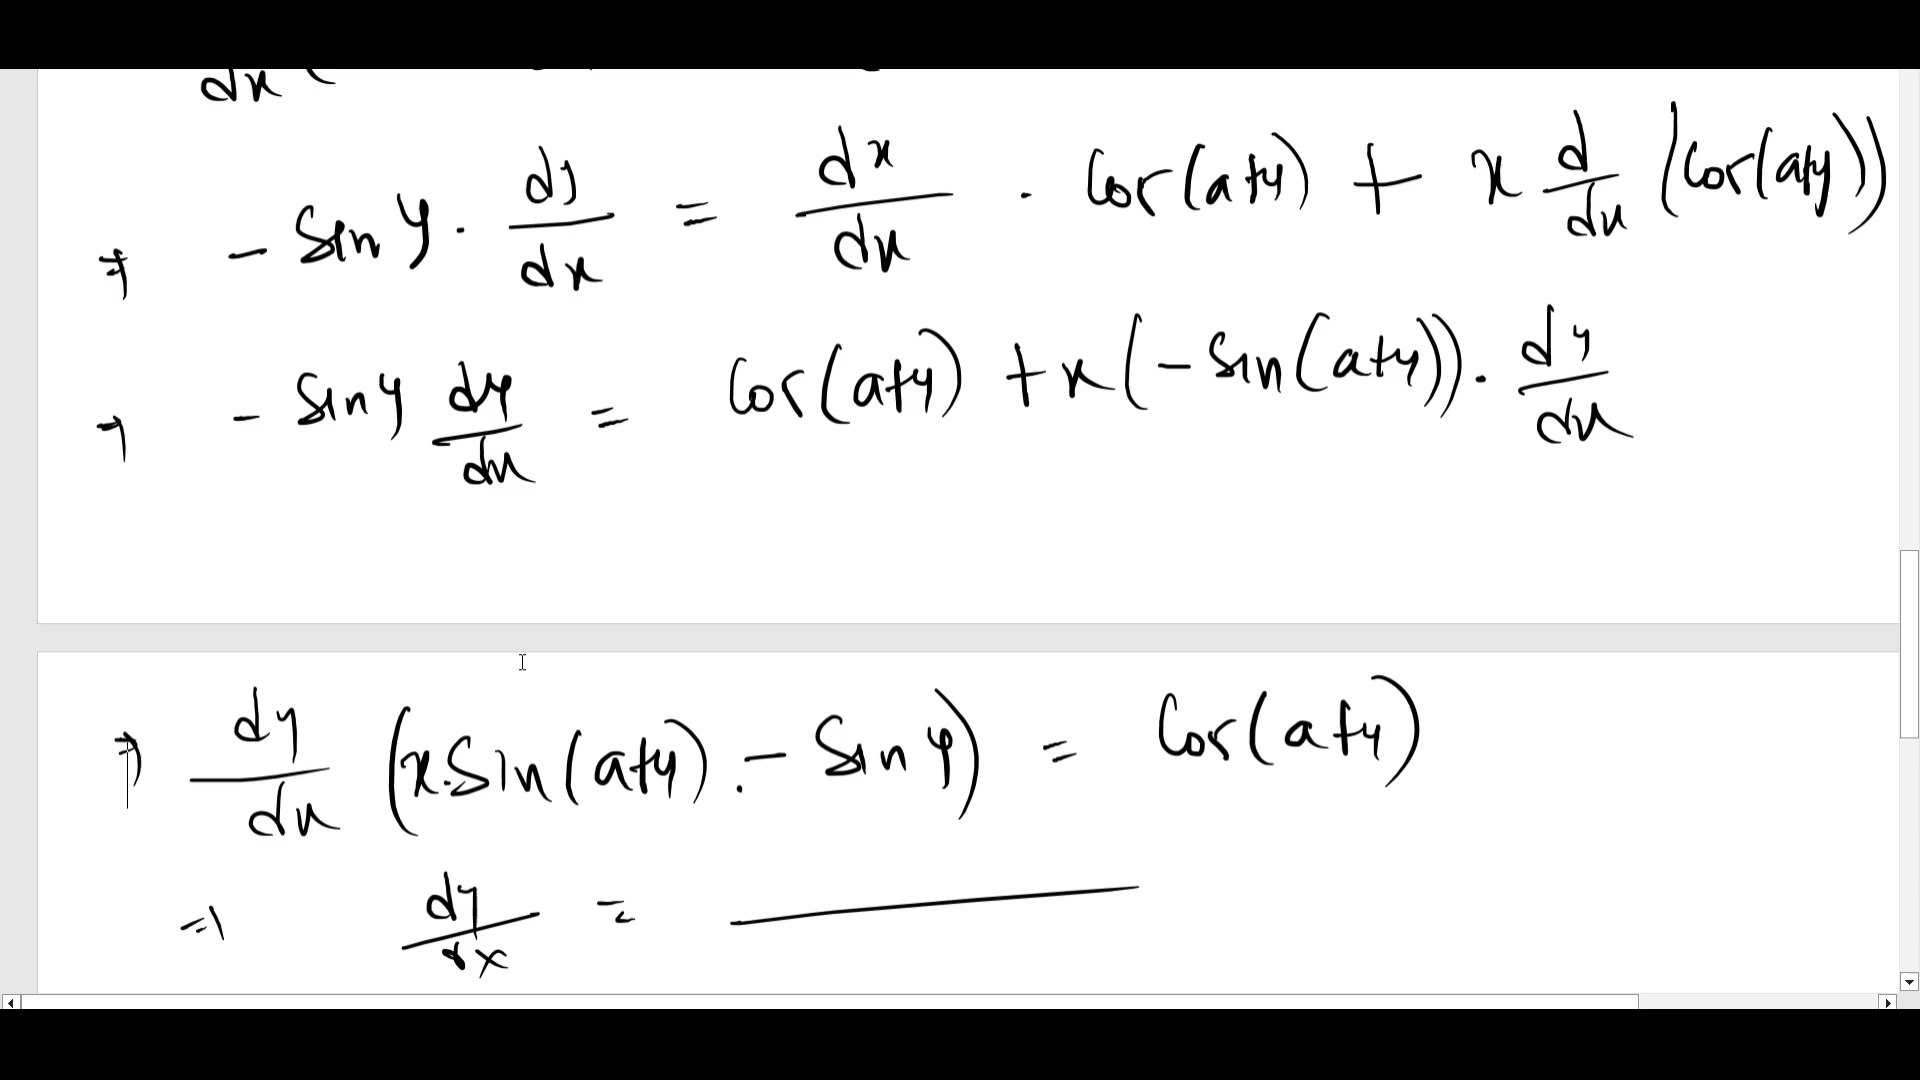 dx (
⇒ - Sin y . dy/dx = dx/dx . Cos(a+y) + x d/dx (Cos(a+y))
⇒ - Sin y dy/dx = Cos(a+y) + x(-Sin(a+y)) . dy/dx
⇒ dy/dx (x.Sin(a+y) . - Sin y) = Cos(a+y)
⇒ dy/dx =